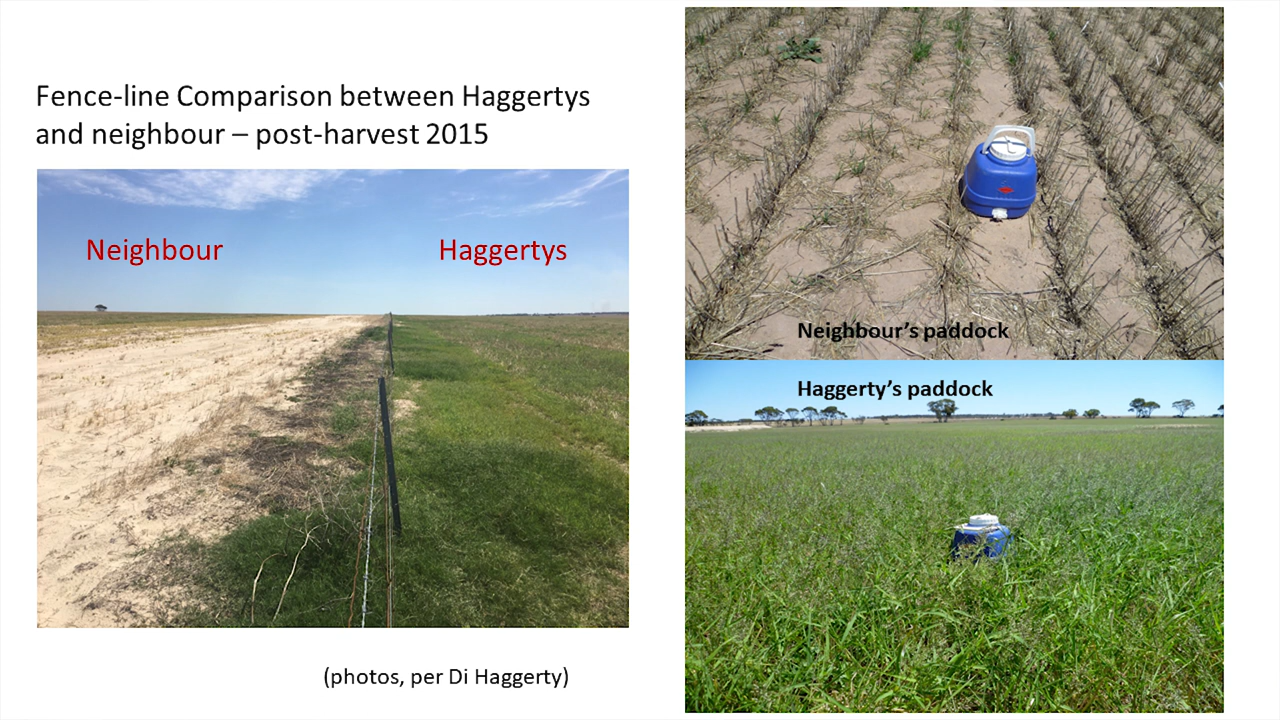 Fence-line Comparison between Haggertys
and neighbour – post-harvest 2015
Neighbour
Haggertys
(photos, per Di Haggerty)
Neighbour's paddock
Haggerty's paddock